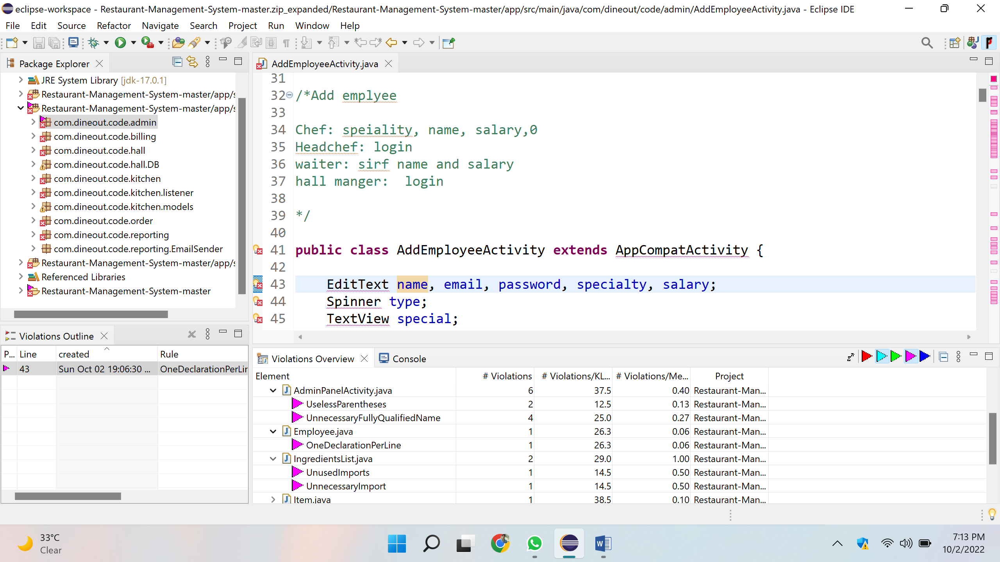 eclipse-workspace - Restaurant-Management-System-master.zip_expanded/Restaurant-Management-System-master/app/src/main/java/com/dineout/code/admin/AddEmployeeActivity.java - Eclipse IDE
File Edit Source Refactor Navigate Search Project Run Window Help
Package Explorer
JRE System Library [jdk-17.0.1]
Restaurant-Management-System-master/app/s
Restaurant-Management-System-master/app/s
com.dineout.code.admin
com.dineout.code.billing
com.dineout.code.hall
com.dineout.code.hall.DB
com.dineout.code.kitchen
com.dineout.code.kitchen.listener
com.dineout.code.kitchen.models
com.dineout.code.order
com.dineout.code.reporting
com.dineout.code.reporting.EmailSender
Restaurant-Management-System-master/app/s
Referenced Libraries
Restaurant-Management-System-master
AddEmployeeActivity.java
31
32 /*Add emplyee
33
34 Chef: speiality, name, salary,0
35 Headchef: login
36 waiter: sirf name and salary
37 hall manger:  login
38
39 */
40
41 public class AddEmployeeActivity extends AppCompatActivity {
42
43 EditText name, email, password, specialty, salary;
44 Spinner type;
45 TextView special;
Violations Outline
P... Line created Rule
43 Sun Oct 02 19:06:30 ... OneDeclarationPerLin
Violations Overview Console
Element # Violations # Violations/KL... # Violations/Me... Project
AdminPanelActivity.java 6 37.5 0.40 Restaurant-Man...
UselessParentheses 2 12.5 0.13 Restaurant-Man...
UnnecessaryFullyQualifiedName 4 25.0 0.27 Restaurant-Man...
Employee.java 1 26.3 0.06 Restaurant-Man...
OneDeclarationPerLine 1 26.3 0.06 Restaurant-Man...
IngredientsList.java 2 29.0 1.00 Restaurant-Man...
UnusedImports 1 14.5 0.50 Restaurant-Man...
UnnecessaryImport 1 14.5 0.50 Restaurant-Man...
Item.java 1 38.5 0.10 Restaurant-Man...
33°C
Clear
7:13 PM
10/2/2022